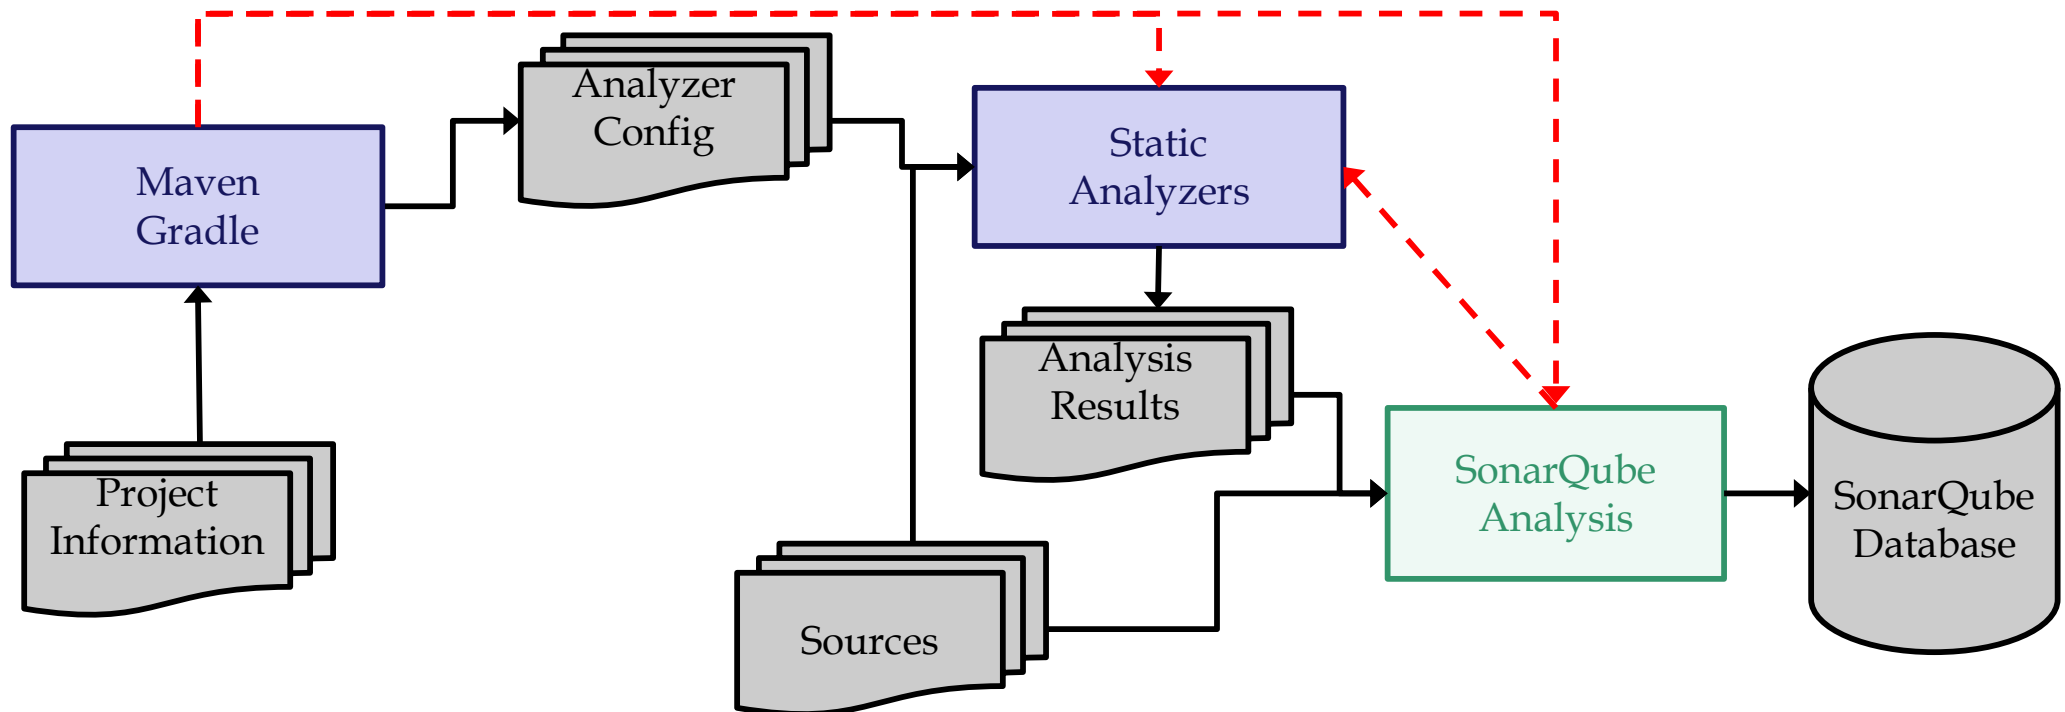 Analyzer
Config
Static
Analyzers
Maven
Gradle
Analysis
Results
Project
Information
SonarQube
Analysis
SonarQube
Database
Sources